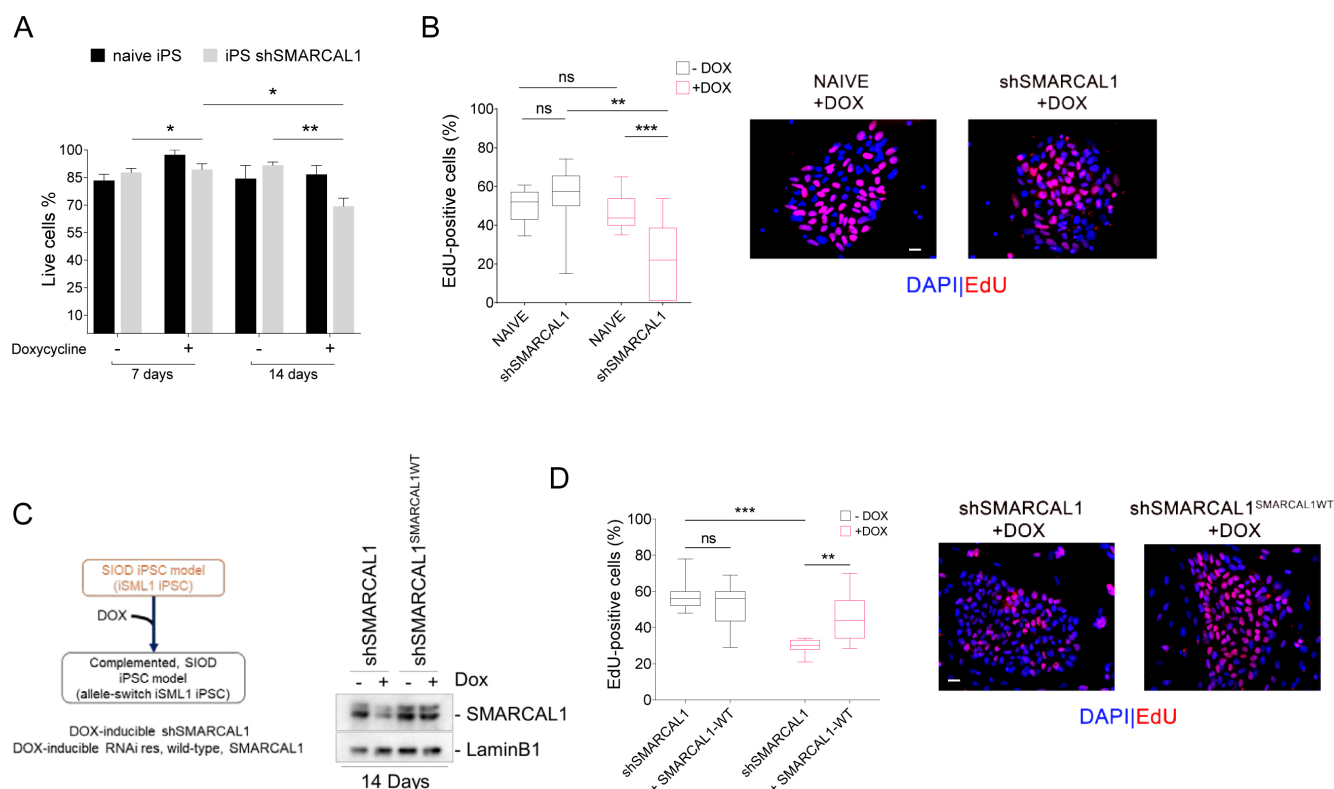 A
naive iPS
iPS shSMARCAL1
*
*
**
Live cells %
100
85
70
55
40
25
10
Doxycycline
-
+
-
+
7 days
14 days
B
- DOX
+DOX
ns
ns
**
***
EdU-positive cells (%)
100
80
60
40
20
0
NAIVE
shSMARCAL1
NAIVE
shSMARCAL1
NAIVE
+DOX
shSMARCAL1
+DOX
DAPI|EdU
C
SIOD iPSC model
(iSML1 iPSC)
DOX
Complemented, SIOD
iPSC model
(allele-switch iSML1 iPSC)
DOX-inducible shSMARCAL1
DOX-inducible RNAi res, wild-type, SMARCAL1
shSMARCAL1
shSMARCAL1SMARCAL1WT
- + - + Dox
- SMARCAL1
- LaminB1
14 Days
D
- DOX
+DOX
***
ns
**
EdU-positive cells (%)
100
80
60
40
20
0
shSMARCAL1
+ SMARCAL1-WT
shSMARCAL1
+ SMARCAL1-WT
shSMARCAL1
+DOX
shSMARCAL1SMARCAL1WT
+DOX
DAPI|EdU